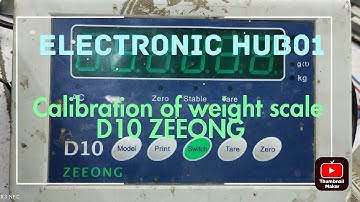 ELECTRONIC HUB01
g(t)
kg
AC Zero Stable Tare
Calibration of weight scale
D10 ZEEONG
D10 Model Print Switch Tare Zero
ZEEONG
Thumbnail
Maker